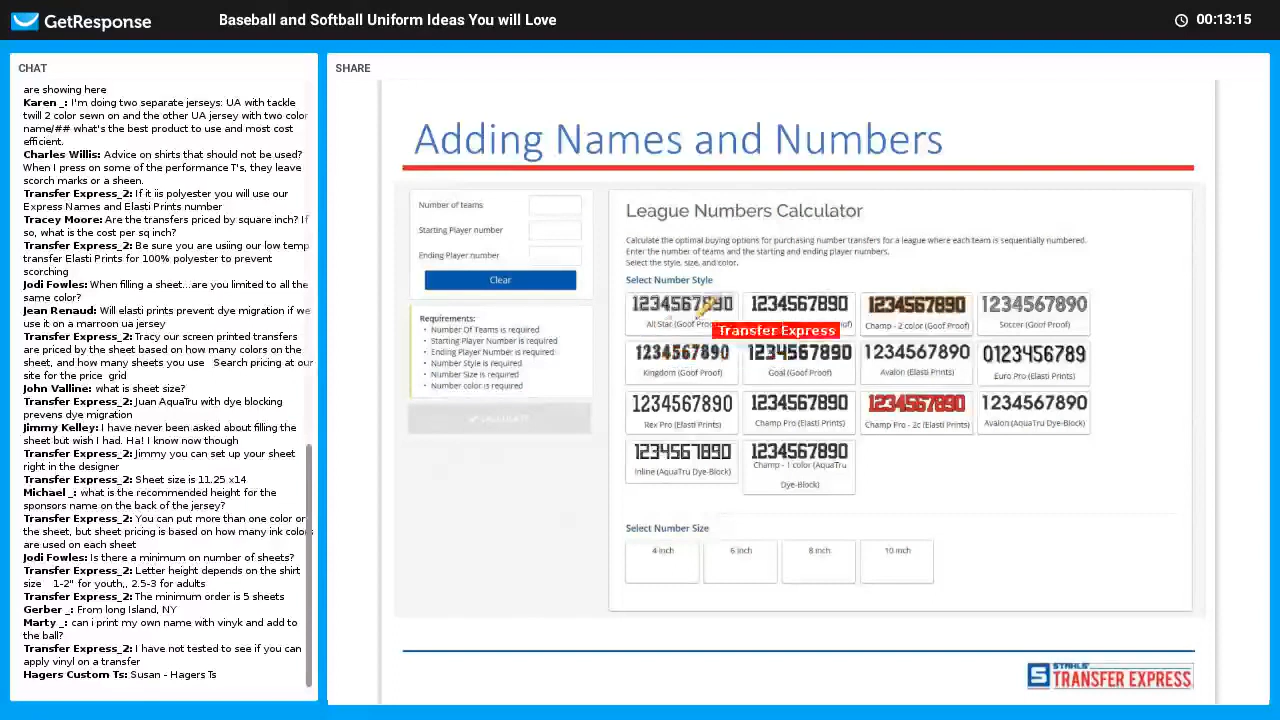 GetResponse
Baseball and Softball Uniform Ideas You will Love
00:13:15
CHAT
are showing here
Karen _: I'm doing two separate jerseys: UA with tackle
twill 2 color sewn on and the other UA jersey with two color
name/## what's the best product to use and most cost
efficient.
Charles Willis: Advice on shirts that should not be used?
When I press on some of the performance T's, they leave
scorch marks or a sheen.
Transfer Express_2: If it iis polyester you will use our
Express Names and Elasti Prints number
Tracey Moore: Are the transfers priced by square inch? If
so, what is the cost per sq inch?
Transfer Express_2: Be sure you are usiing our low temp
transfer Elasti Prints for 100% polyester to prevent
scorching
Jodi Fowles: When filling a sheet...are you limited to all the
same color?
Jean Renaud: Will elasti prints prevent dye migration if we
use it on a marroon ua jersey
Transfer Express_2: Tracy our screen printed transfers
are priced by the sheet based on how many colors on the
sheet, and how many sheets you use Search pricing at our
site for the price grid
John Valline: what is sheet size?
Transfer Express_2: Juan AquaTru with dye blocking
prevens dye migration
Jimmy Kelley: I have never been asked about filling the
sheet but wish I had. Ha! I know now though
Transfer Express_2: Jimmy you can set up your sheet
right in the designer
Transfer Express_2: Sheet size is 11.25 x14
Michael _: what is the recommended height for the
sponsors name on the back of the jersey?
Transfer Express_2: You can put more than one color on
the sheet, but sheet pricing is based on how many ink colors
are used on each sheet
Jodi Fowles: Is there a minimum on number of sheets?
Transfer Express_2: Letter height depends on the shirt
size 1-2" for youth,, 2.5-3 for adults
Transfer Express_2: The minimum order is 5 sheets
Gerber _: From long Island, NY
Marty _: can i print my own name with vinyk and add to
the ball?
Transfer Express_2: I have not tested to see if you can
apply vinyl on a transfer
Hagers Custom Ts: Susan - Hagers Ts
SHARE
Adding Names and Numbers
Number of teams
Starting Player number
Ending Player number
Clear
Requirements:
• Number Of Teams is required
• Starting Player Number is required
• Ending Player Number is required
• Number Style is required
• Number Size is required
• Number color is required
CALCULATE
League Numbers Calculator
Calculate the optimal buying options for purchasing number transfers for a league where each team is sequentially numbered.
Enter the number of teams and the starting and ending player numbers.
Select the style, size, and color.
Select Number Style
1234567890 1234567890 1234567890 1234567890
All Star (Goof Proof) Champ - 2 color (Goof Proof) Soccer (Goof Proof)
Transfer Express
1234567890 1234567890 1234567890 0123456789
Kingdom (Goof Proof) Goal (Goof Proof) Avalon (Elasti Prints) Euro Pro (Elasti Prints)
1234567890 1234567890 1234567890 1234567890
Rex Pro (Elasti Prints) Champ Pro (Elasti Prints) Champ Pro - 2c (Elasti Prints) Avalon (AquaTru Dye-Block)
1234567890 1234567890
Inline (AquaTru Dye-Block) Champ - 1 color (AquaTru
Dye-Block)
Select Number Size
4 inch 6 inch 8 inch 10 inch
S STAHLS'
TRANSFER EXPRESS